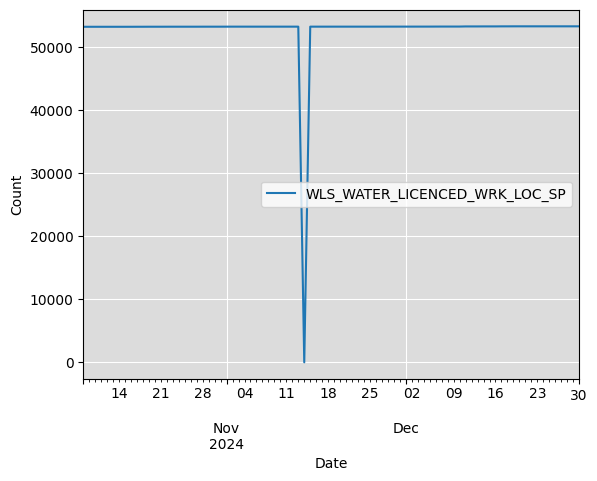 50000
40000
30000
20000
10000
0
Count
WLS_WATER_LICENCED_WRK_LOC_SP
14 21 28 04 11 18 25 02 09 16 23 30
Nov Dec
2024
Date